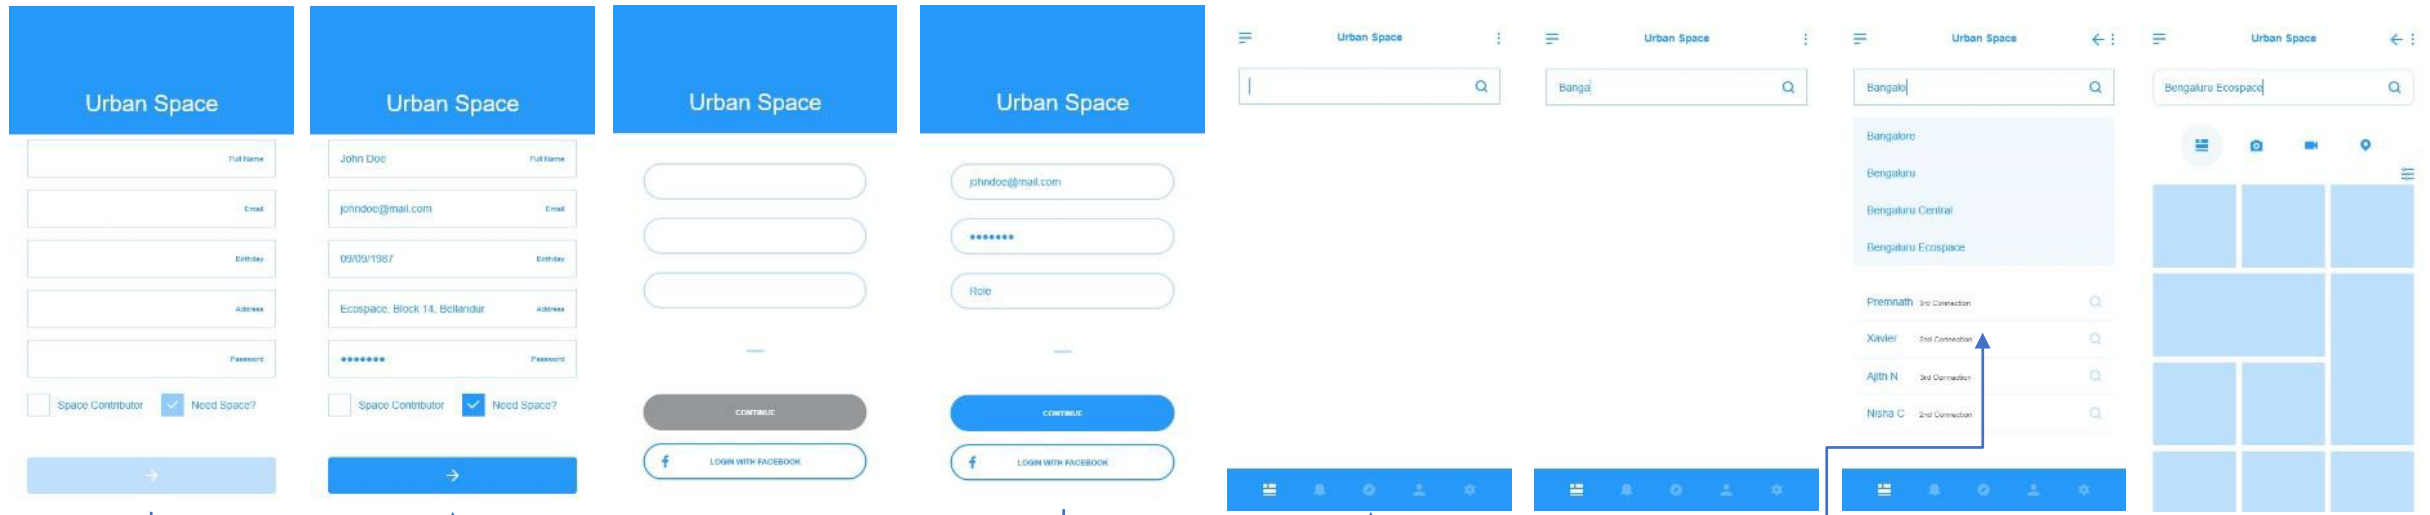 Urban Space
Full Name
Email
Birthday
Address
Password
Space Contributor
Need Space?
Urban Space
John Doe
Full Name
johndoe@mail.com
Email
09/09/1987
Birthday
Ecospace, Block 14, Bellandur
Address
•••••••
Password
Space Contributor
Need Space?
Urban Space
CONTINUE
f LOGIN WITH FACEBOOK
Urban Space
johndoe@mail.com
•••••••
Role
CONTINUE
f LOGIN WITH FACEBOOK
Urban Space
Urban Space
Banga
Urban Space
Bangalo
Bangalore
Bengaluru
Bengaluru Central
Bengaluru Ecospace
Premnath 3rd Connection
Xavier 2nd Connection
Ajith N 3rd Connection
Nisha C 2nd Connection
Urban Space
Bengaluru Ecospace